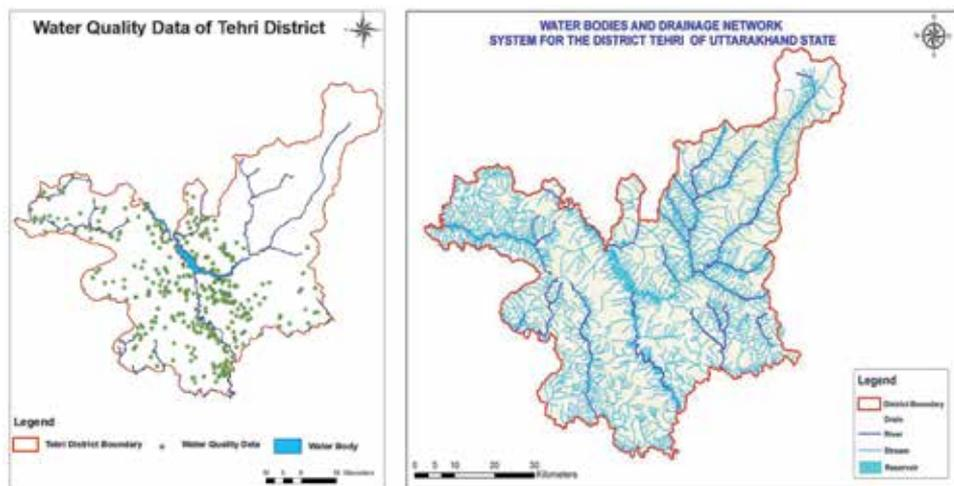 Water Quality Data of Tehri District
Legend
Tehri District Boundary
Water Quality Data
Water Body
Kilometers
WATER BODIES AND DRAINAGE NETWORK
SYSTEM FOR THE DISTRICT TEHRI OF UTTARAKHAND STATE
Legend
District Boundary
Drain
River
Stream
Reservoir
0 5 10 20 30
Kilometers